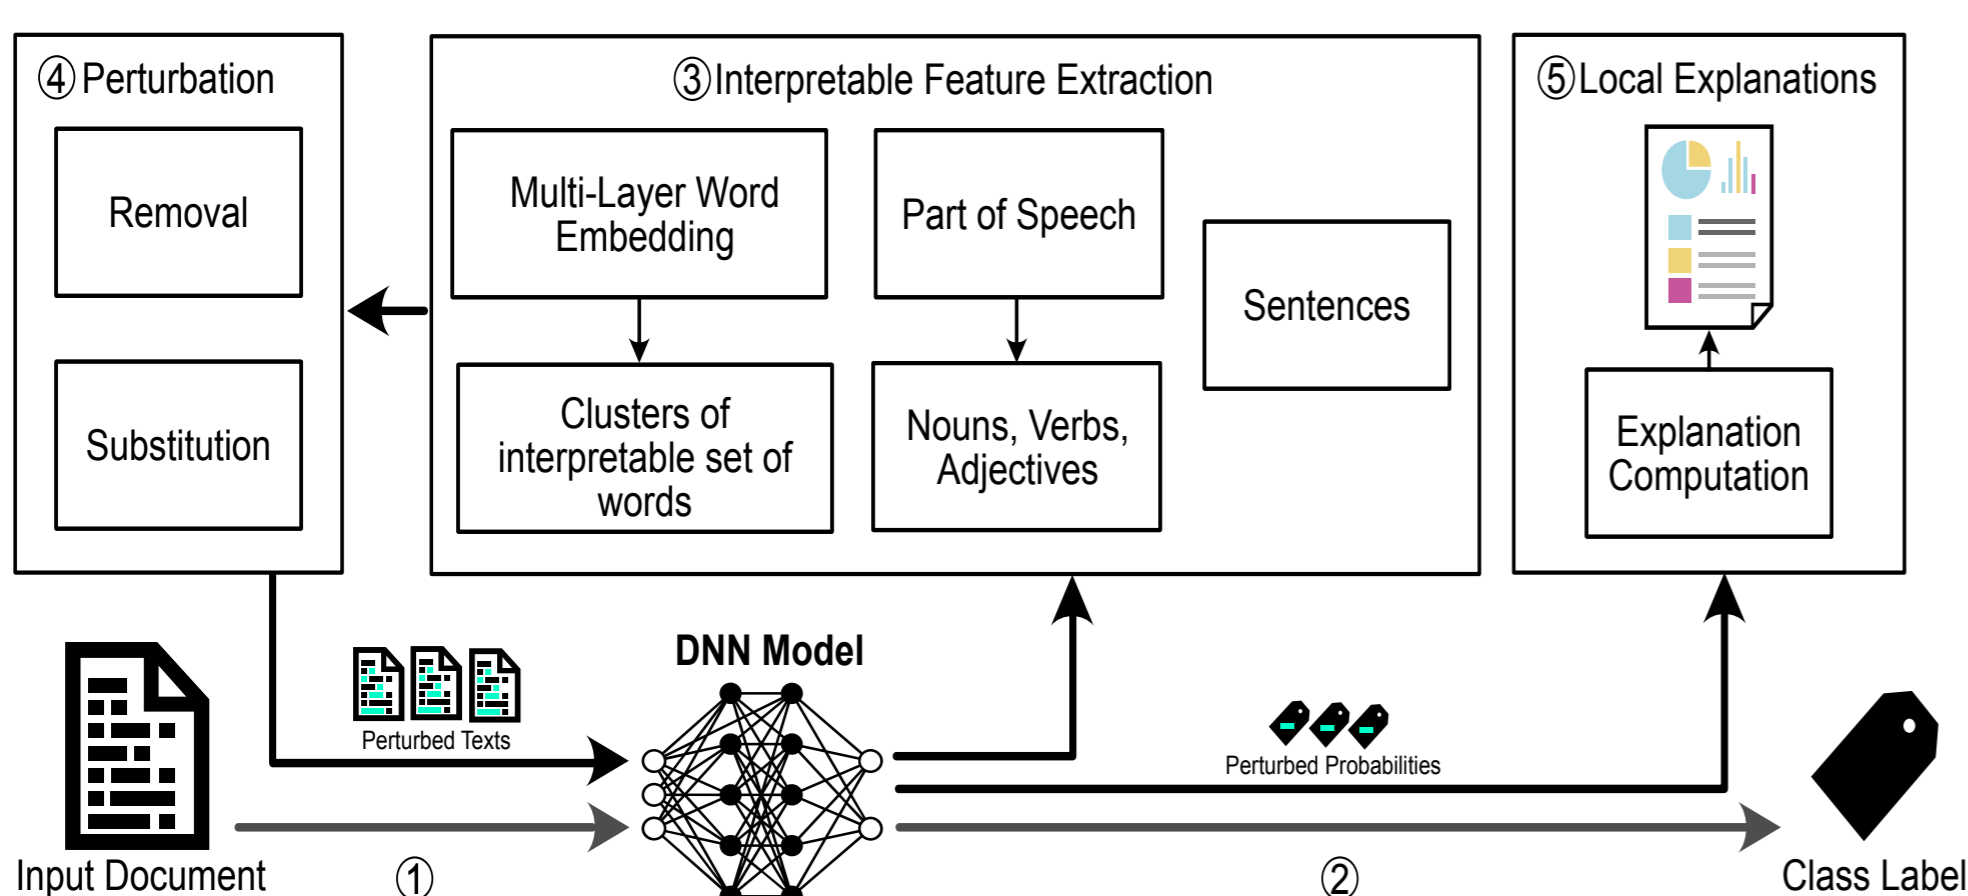 ④ Perturbation
Removal
Substitution
③ Interpretable Feature Extraction
Multi-Layer Word
Embedding
Part of Speech
Sentences
Clusters of
interpretable set of
words
Nouns, Verbs,
Adjectives
⑤ Local Explanations
Explanation
Computation
DNN Model
Perturbed Texts
Perturbed Probabilities
Input Document
①
②
Class Label